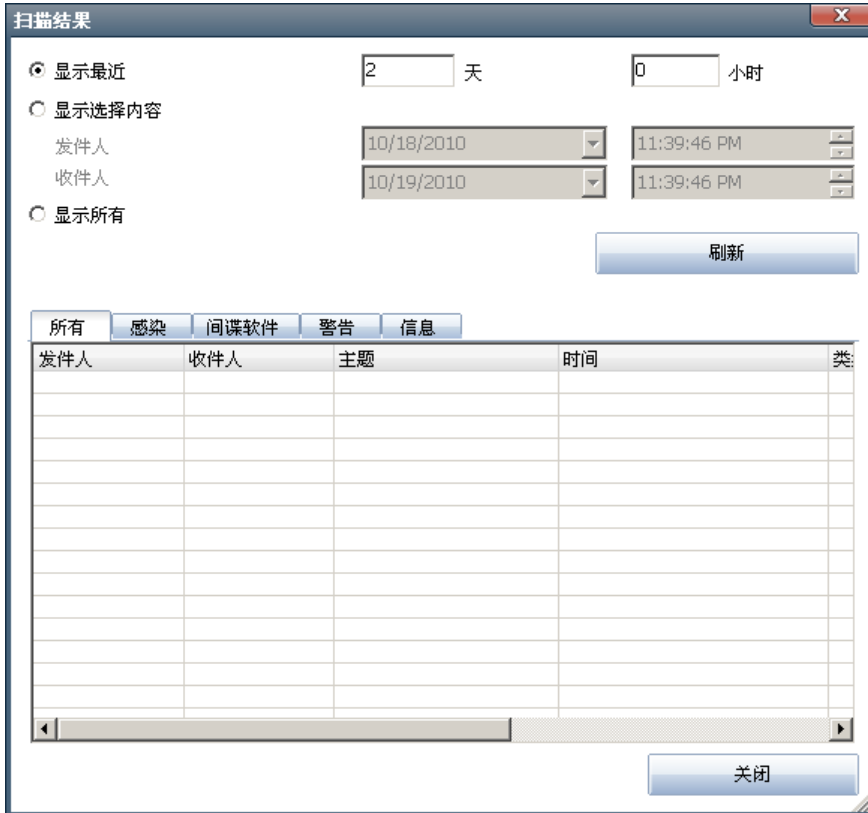 扫描结果
显示最近 2 天 0 小时
显示选择内容
发件人 10/18/2010 11:39:46 PM
收件人 10/19/2010 11:39:46 PM
显示所有
刷新
所有 感染 间谍软件 警告 信息
发件人 收件人 主题 时间 类
关闭